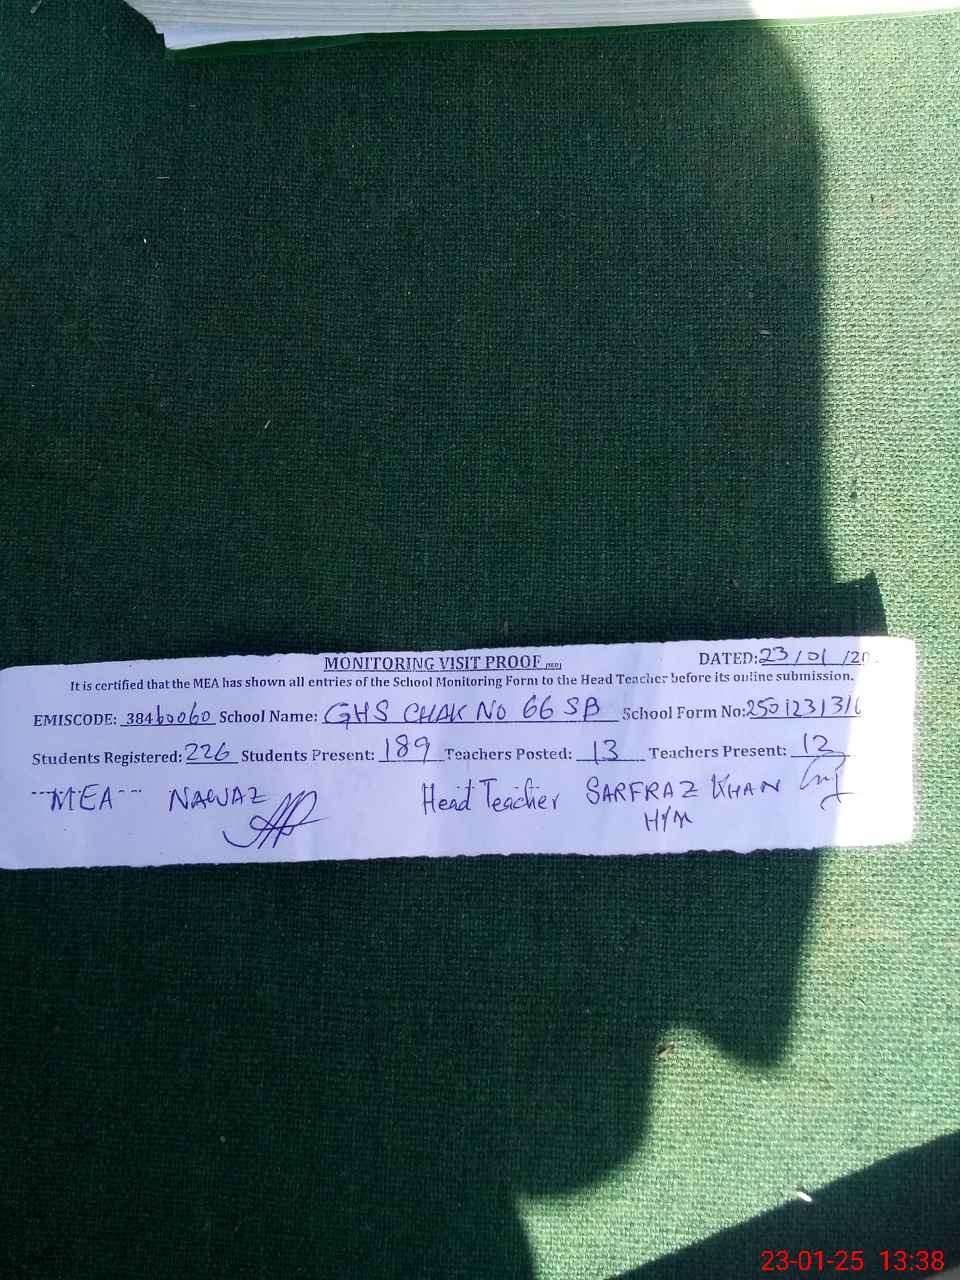 MONITORING VISIT PROOF
DATED: 23/01/20
It is certified that the MEA has shown all entries of the School Monitoring Form to the Head Teacher before its online submission.
EMISCODE: 38460060 School Name: GHS CHAK No 66 SB School Form No: 2501231316
Students Registered: 226 Students Present: 189 Teachers Posted: 13 Teachers Present: 12
MEA NAWAZ Head Teacher SARFRAZ KHAN
H/M
23-01-25 13:38